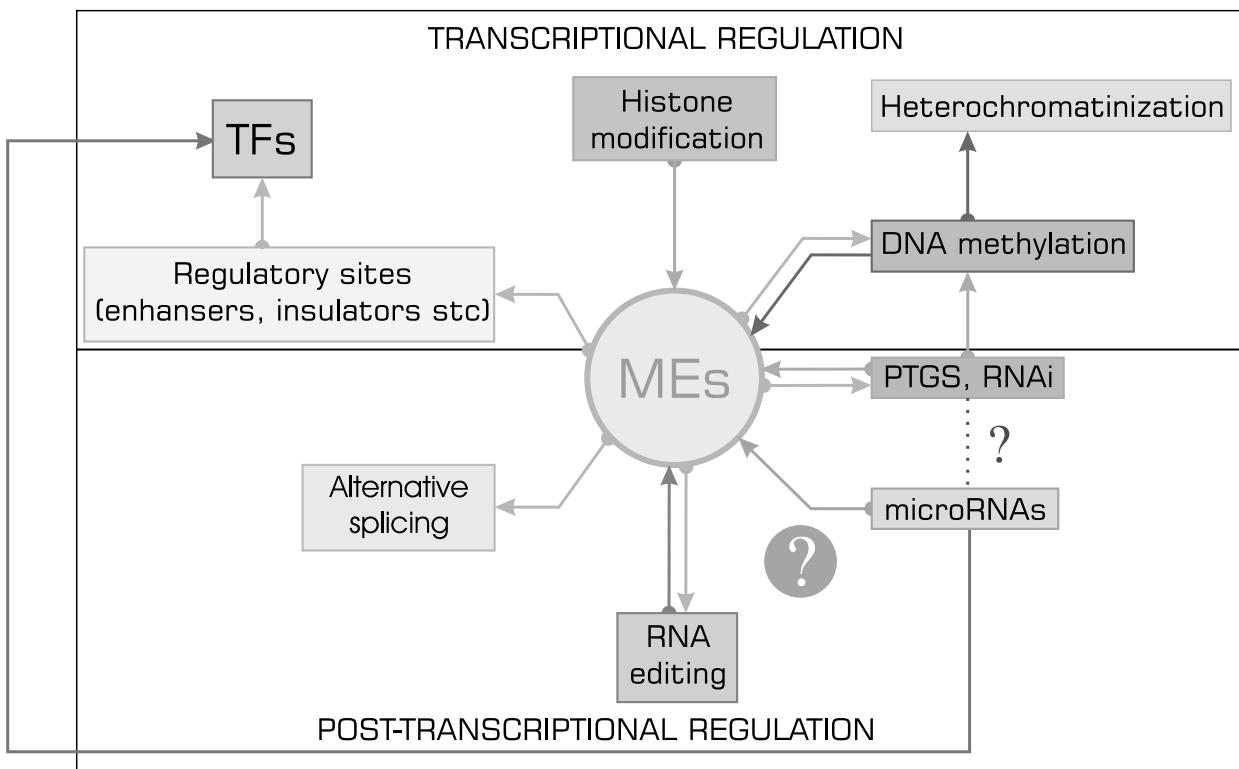 TRANSCRIPTIONAL REGULATION
Histone
modification
Heterochromatinization
TFs
DNA methylation
Regulatory sites
(enhansers, insulators stc)
MEs
PTGS, RNAi
?
Alternative
splicing
microRNAs
?
RNA
editing
POST-TRANSCRIPTIONAL REGULATION